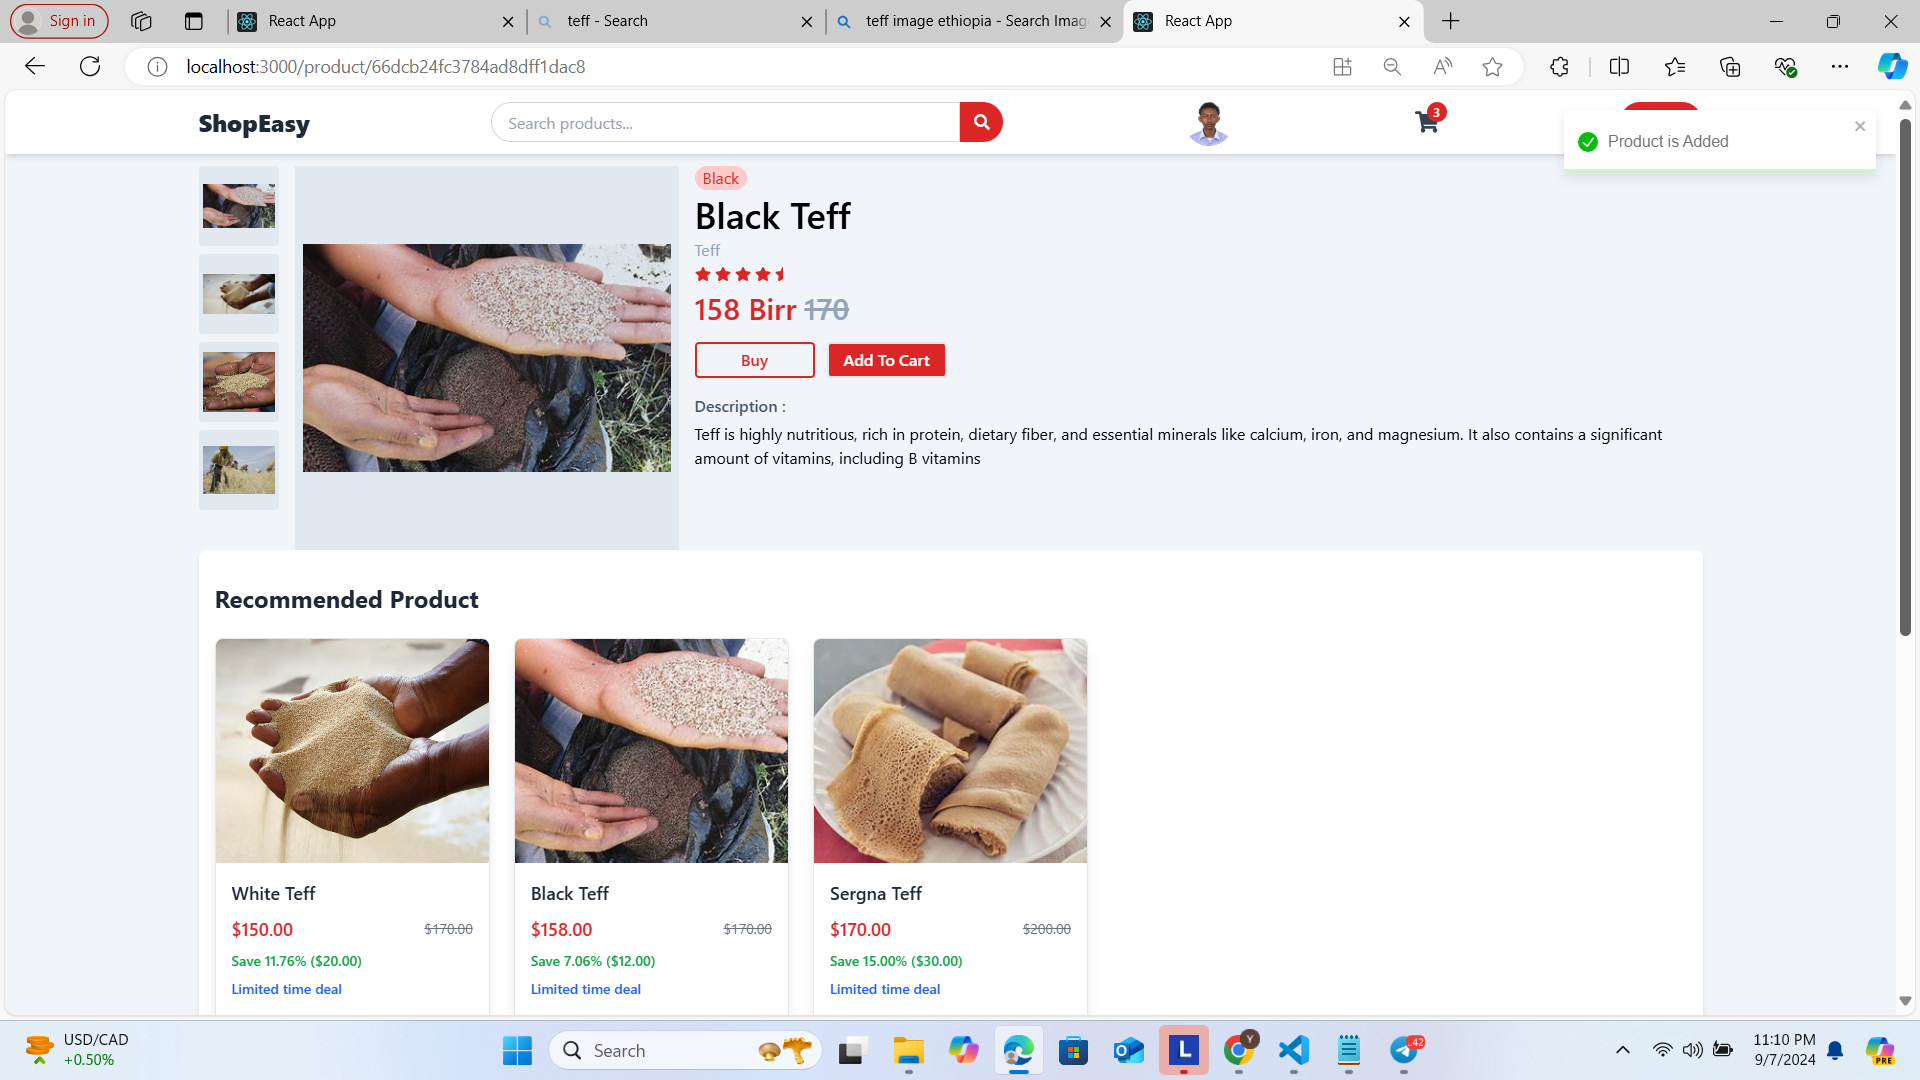 Sign in
React App
teff - Search
teff image ethiopia - Search Imag
React App
localhost:3000/product/66dcb24fc3784ad8dff1dac8
ShopEasy
Search products...
3
Product is Added
Black
Black Teff
Teff
158 Birr 170
Buy
Add To Cart
Description :
Teff is highly nutritious, rich in protein, dietary fiber, and essential minerals like calcium, iron, and magnesium. It also contains a significant
amount of vitamins, including B vitamins
Recommended Product
White Teff
$150.00 $170.00
Save 11.76% ($20.00)
Limited time deal
Black Teff
$158.00 $170.00
Save 7.06% ($12.00)
Limited time deal
Sergna Teff
$170.00 $200.00
Save 15.00% ($30.00)
Limited time deal
USD/CAD
+0.50%
Search
L
Y
.42
11:10 PM
9/7/2024
PRE